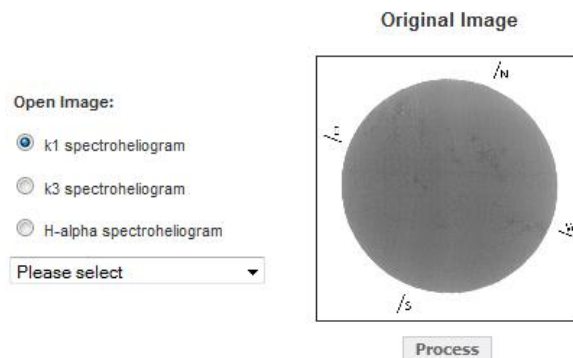 Original Image
N
Open Image:
E
k1 spectroheliogram
k3 spectroheliogram
H-alpha spectroheliogram
W
Please select
S
Process